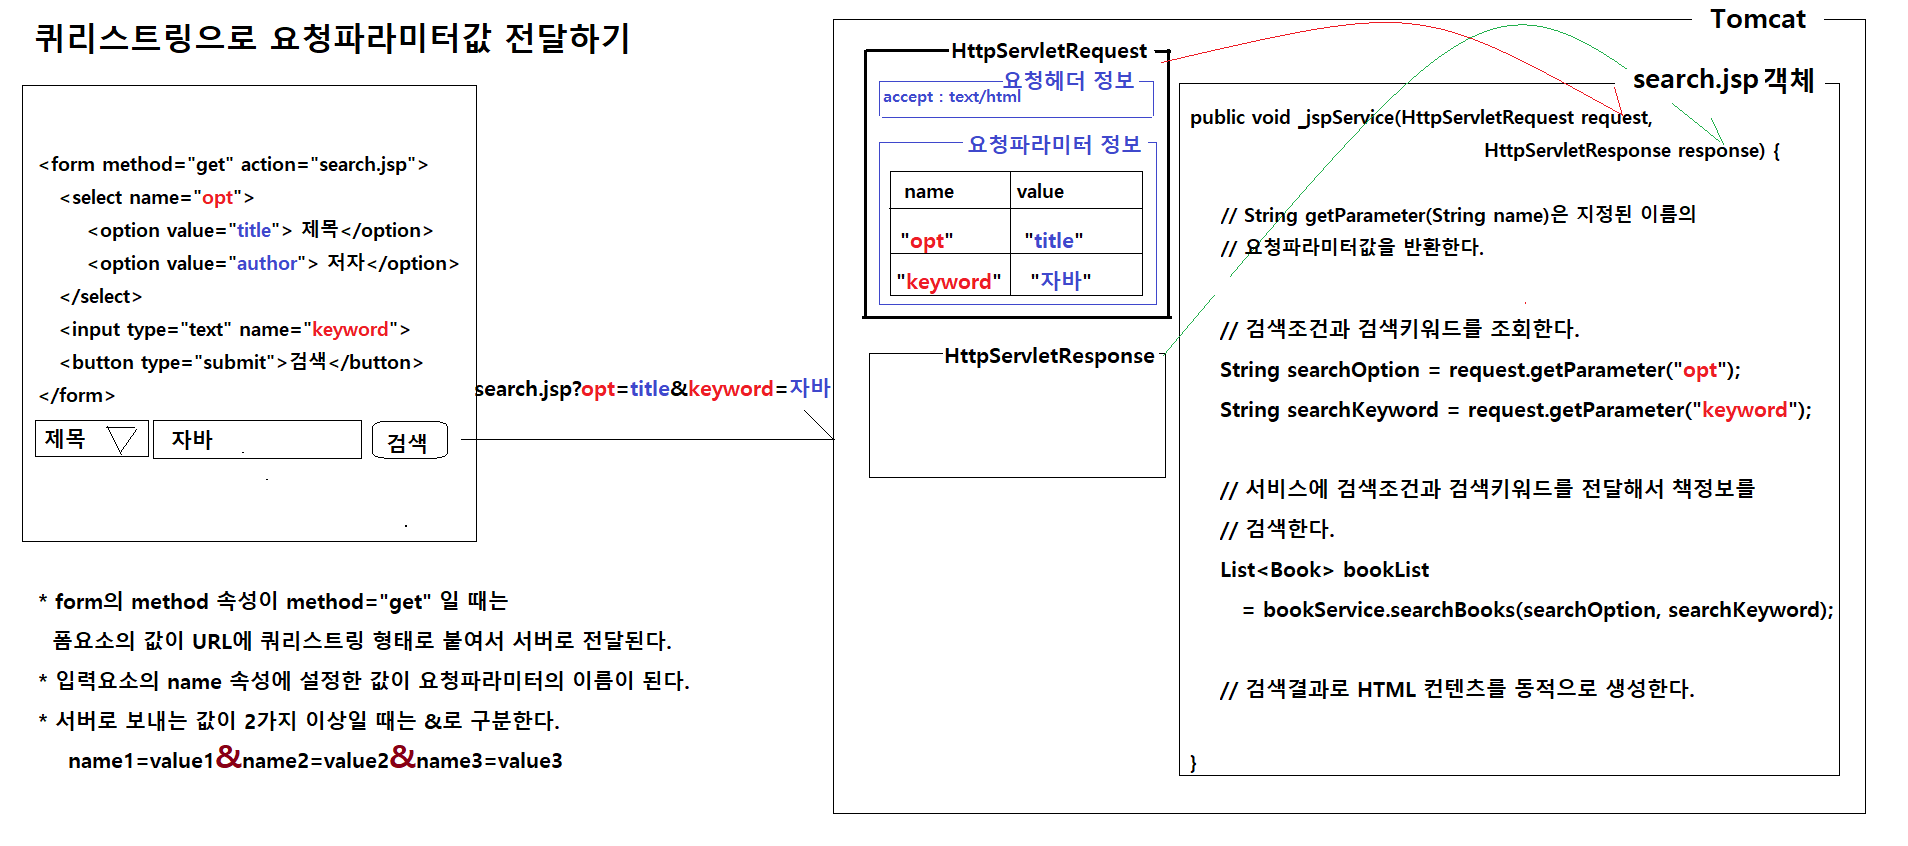 퀴리스트링으로 요청파라미터값 전달하기
<form method="get" action="search.jsp">
<select name="opt">
<option value="title"> 제목</option>
<option value="author"> 저자</option>
</select>
<input type="text" name="keyword">
<button type="submit">검색</button>
</form>
제목
자바
검색
search.jsp?opt=title&keyword=자바
* form의 method 속성이 method="get" 일 때는
폼요소의 값이 URL에 쿼리스트링 형태로 붙여서 서버로 전달된다.
* 입력요소의 name 속성에 설정한 값이 요청파라미터의 이름이 된다.
* 서버로 보내는 값이 2가지 이상일 때는 &로 구분한다.
name1=value1&name2=value2&name3=value3
Tomcat
HttpServletRequest
요청헤더 정보
accept : text/html
요청파라미터 정보
name value
"opt" "title"
"keyword" "자바"
HttpServletResponse
search.jsp 객체
public void _jspService(HttpServletRequest request,
HttpServletResponse response) {
// String getParameter(String name)은 지정된 이름의
// 요청파라미터값을 반환한다.
// 검색조건과 검색키워드를 조회한다.
String searchOption = request.getParameter("opt");
String searchKeyword = request.getParameter("keyword");
// 서비스에 검색조건과 검색키워드를 전달해서 책정보를
// 검색한다.
List<Book> bookList
= bookService.searchBooks(searchOption, searchKeyword);
// 검색결과로 HTML 컨텐츠를 동적으로 생성한다.
}